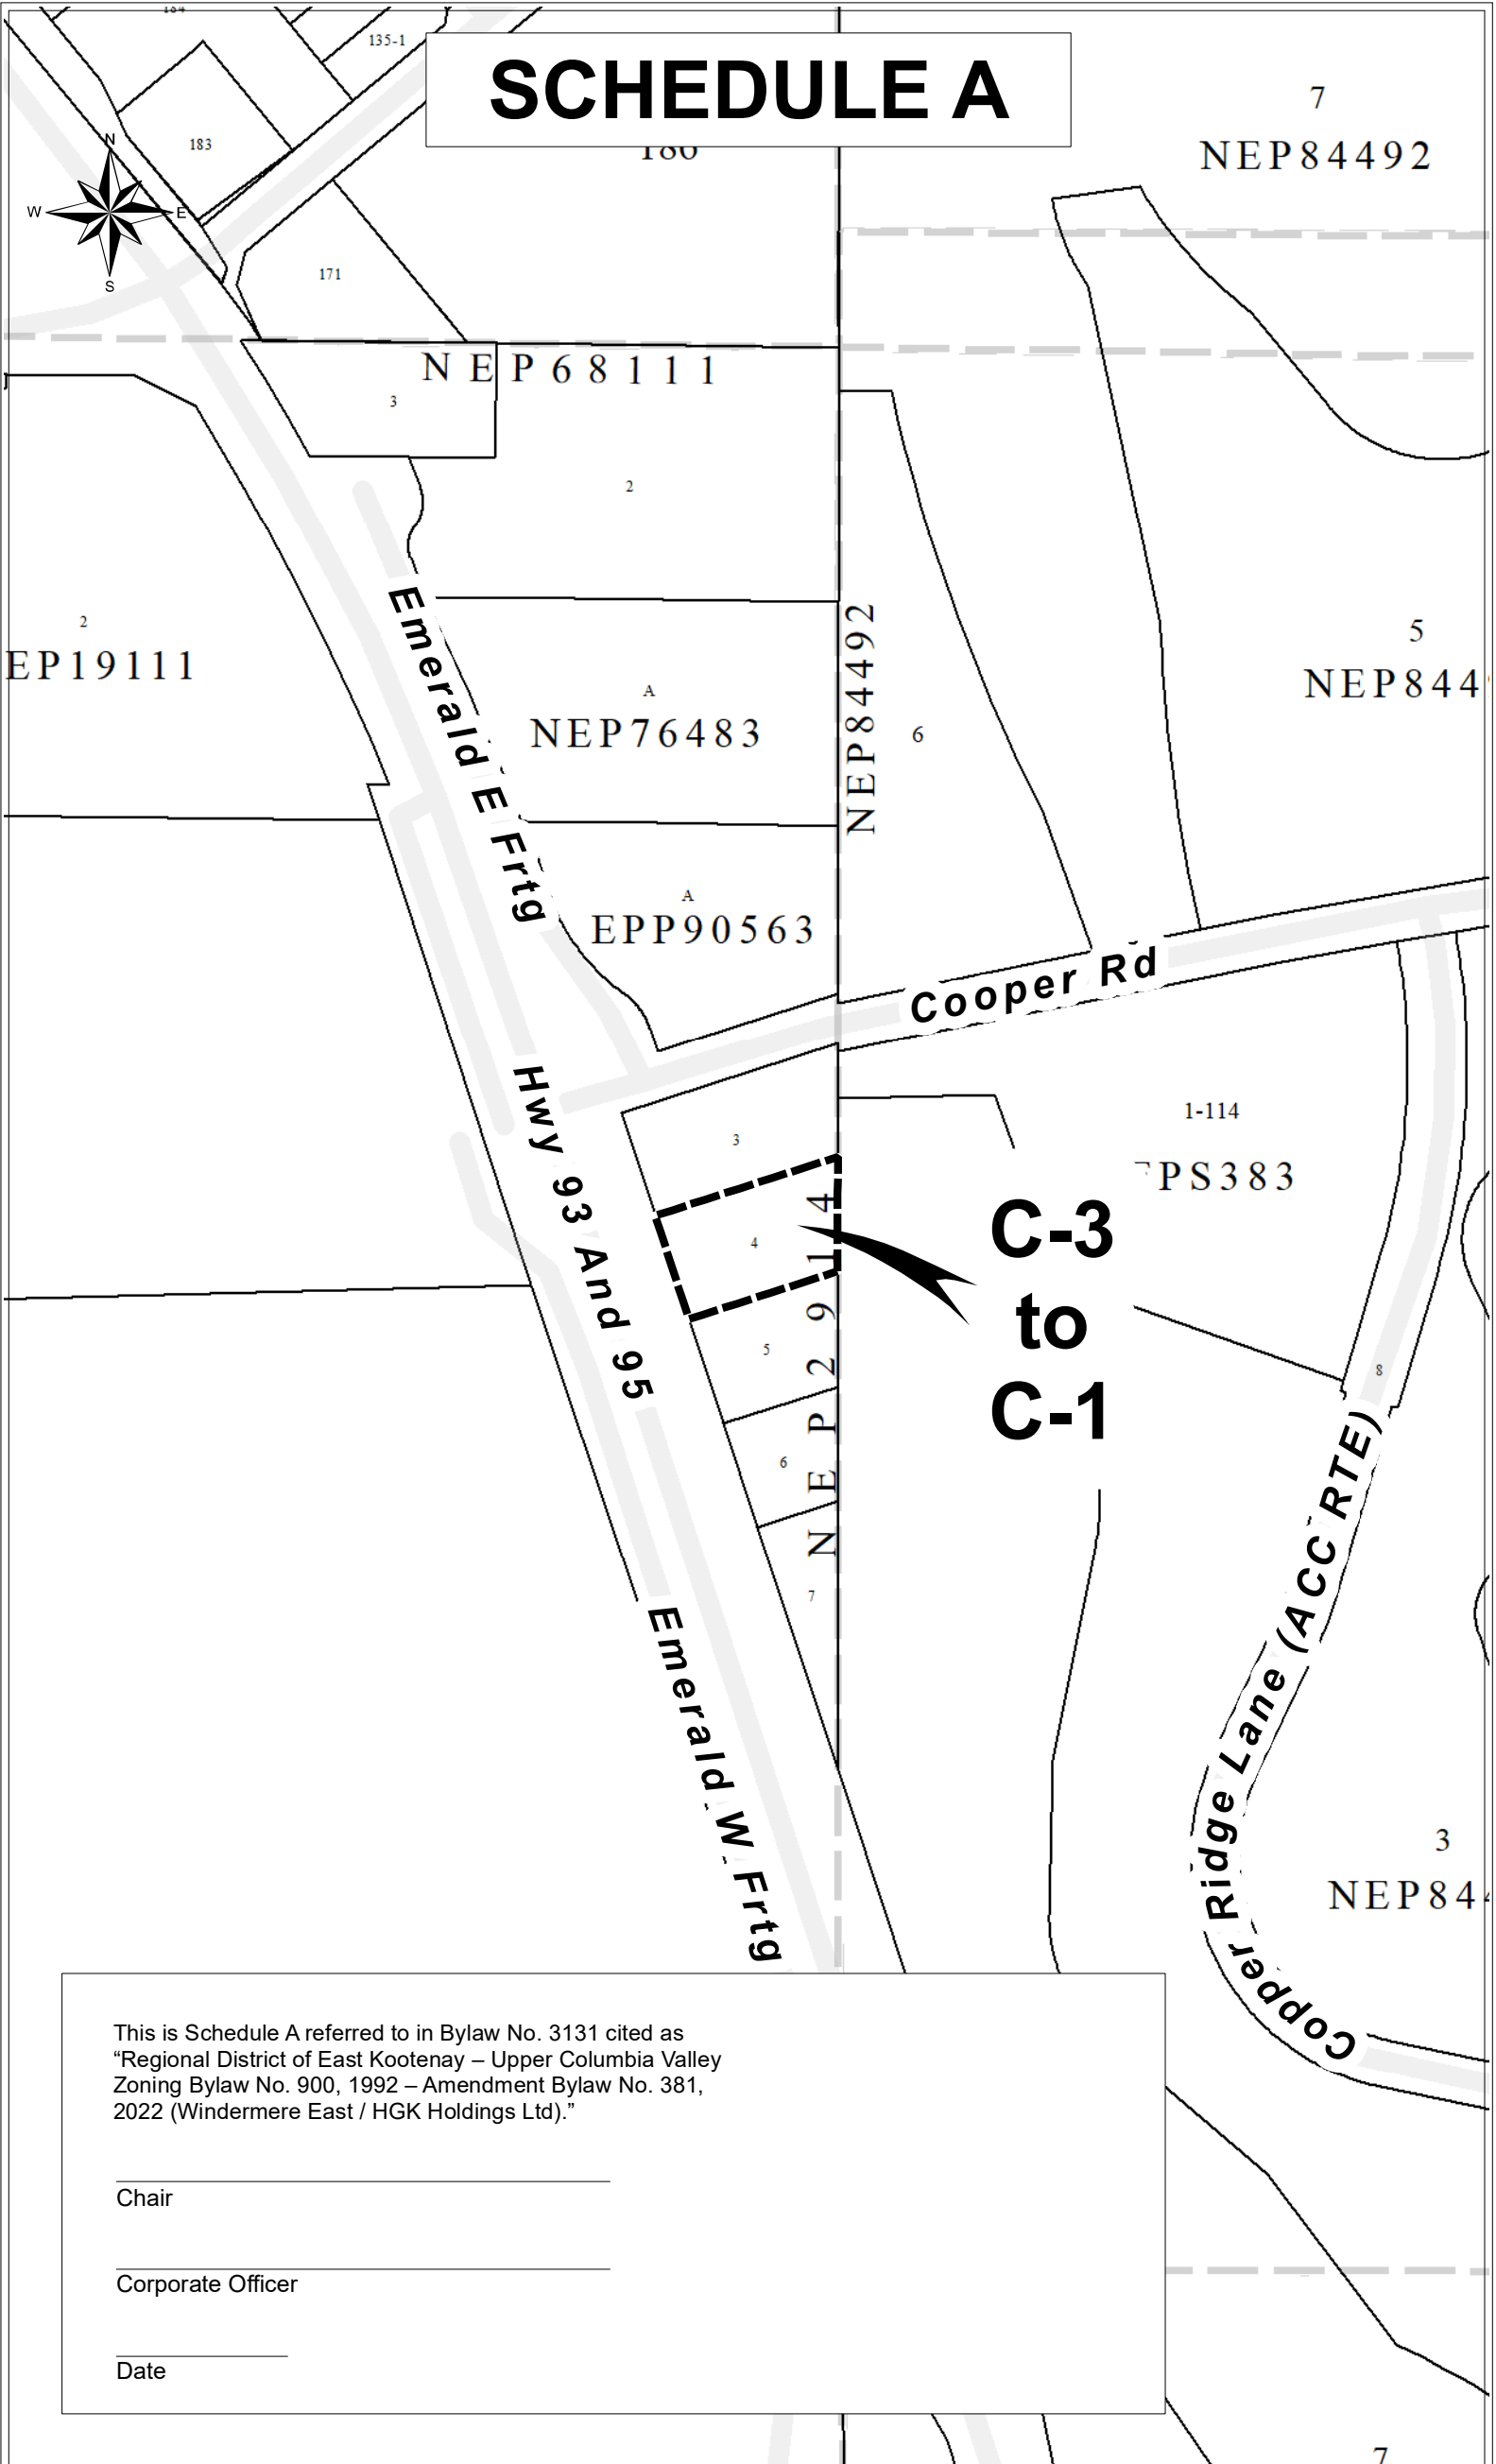 135-1
SCHEDULE A
7
NEP84492
183
N
W
E
S
171
NEP68111
3
2
2
EP19111
Emerald E Frtg
A
NEP76483
NEP84492
6
5
NEP844
A
EPP90563
Cooper Rd
Hwy 93 And 95
3
1-114
PS383
4
C-3
to
C-1
NEP2914
5
6
7
8
Emerald W Frtg
Copper Ridge Lane (ACC RTE)
3
NEP84
This is Schedule A referred to in Bylaw No. 3131 cited as
“Regional District of East Kootenay – Upper Columbia Valley
Zoning Bylaw No. 900, 1992 – Amendment Bylaw No. 381,
2022 (Windermere East / HGK Holdings Ltd).”
Chair
Corporate Officer
Date
7